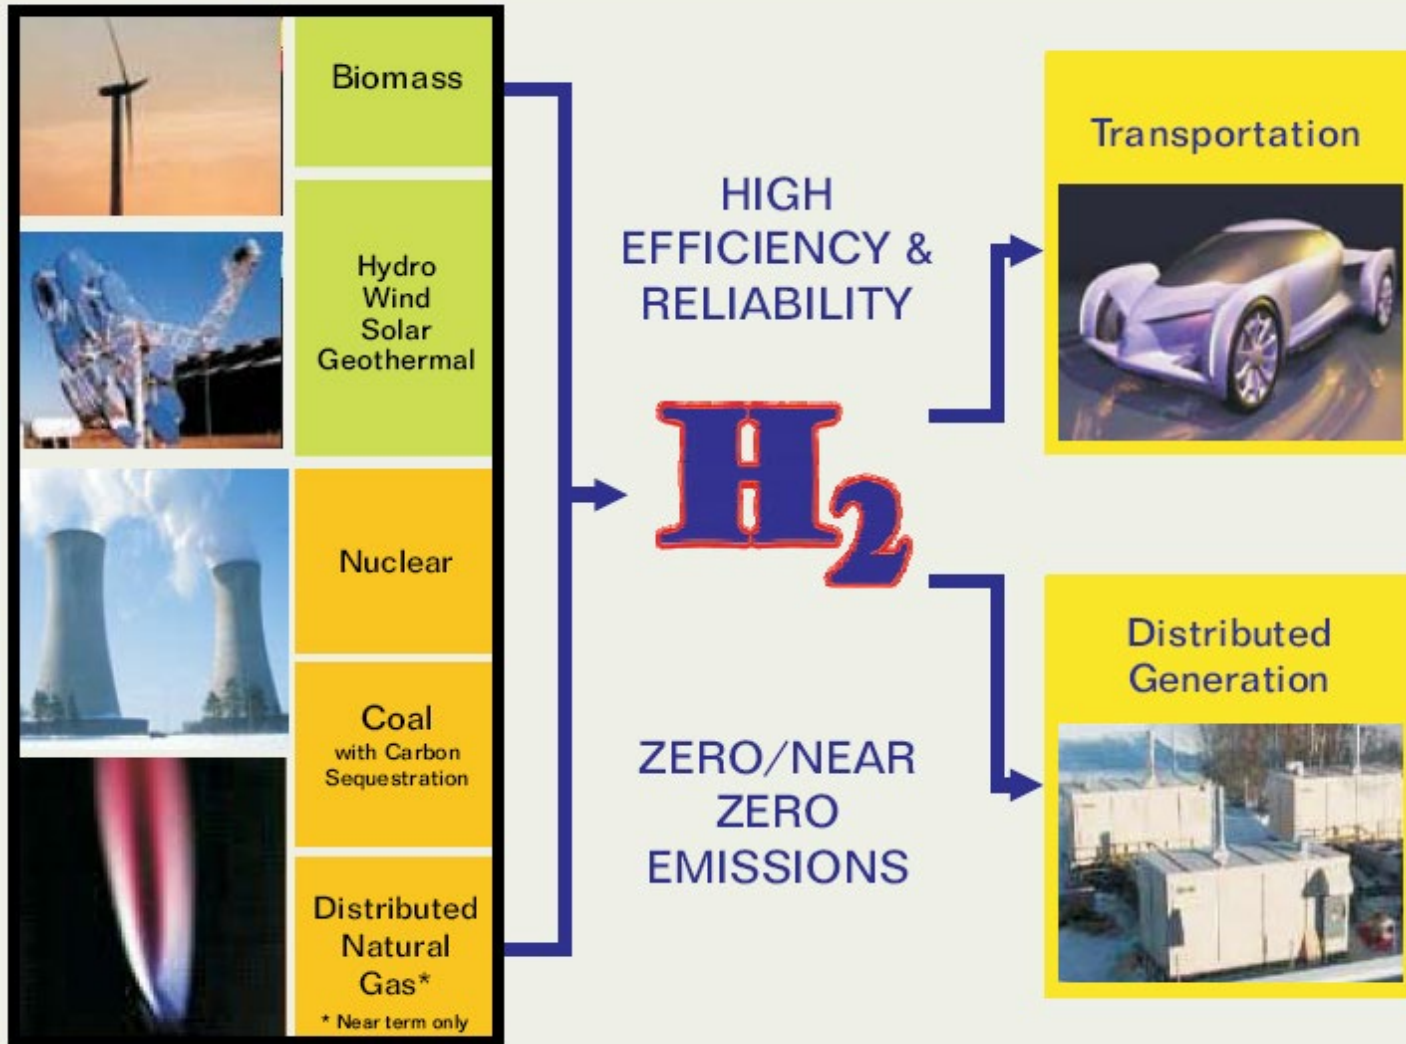 Biomass
Hydro
Wind
Solar
Geothermal
Nuclear
Coal
with Carbon
Sequestration
Distributed
Natural
Gas*
* Near term only
HIGH
EFFICIENCY &
RELIABILITY
H2
ZERO/NEAR
ZERO
EMISSIONS
Transportation
Distributed
Generation